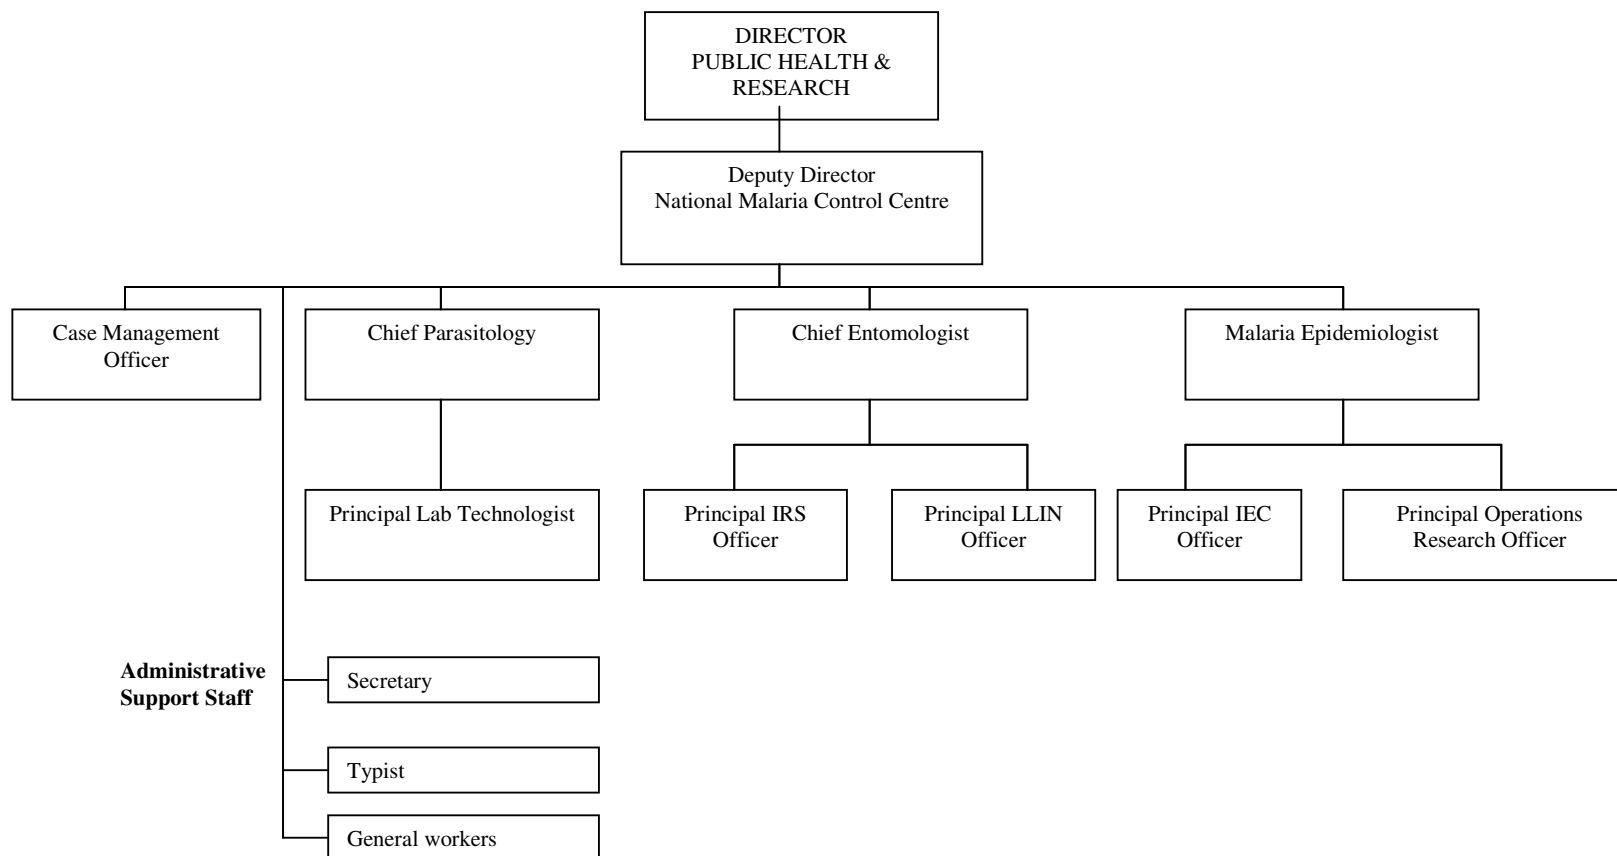 DIRECTOR
PUBLIC HEALTH &
RESEARCH
Deputy Director
National Malaria Control Centre
Case Management
Officer
Chief Parasitology
Chief Entomologist
Malaria Epidemiologist
Principal Lab Technologist
Principal IRS
Officer
Principal LLIN
Officer
Principal IEC
Officer
Principal Operations
Research Officer
Administrative
Support Staff
Secretary
Typist
General workers